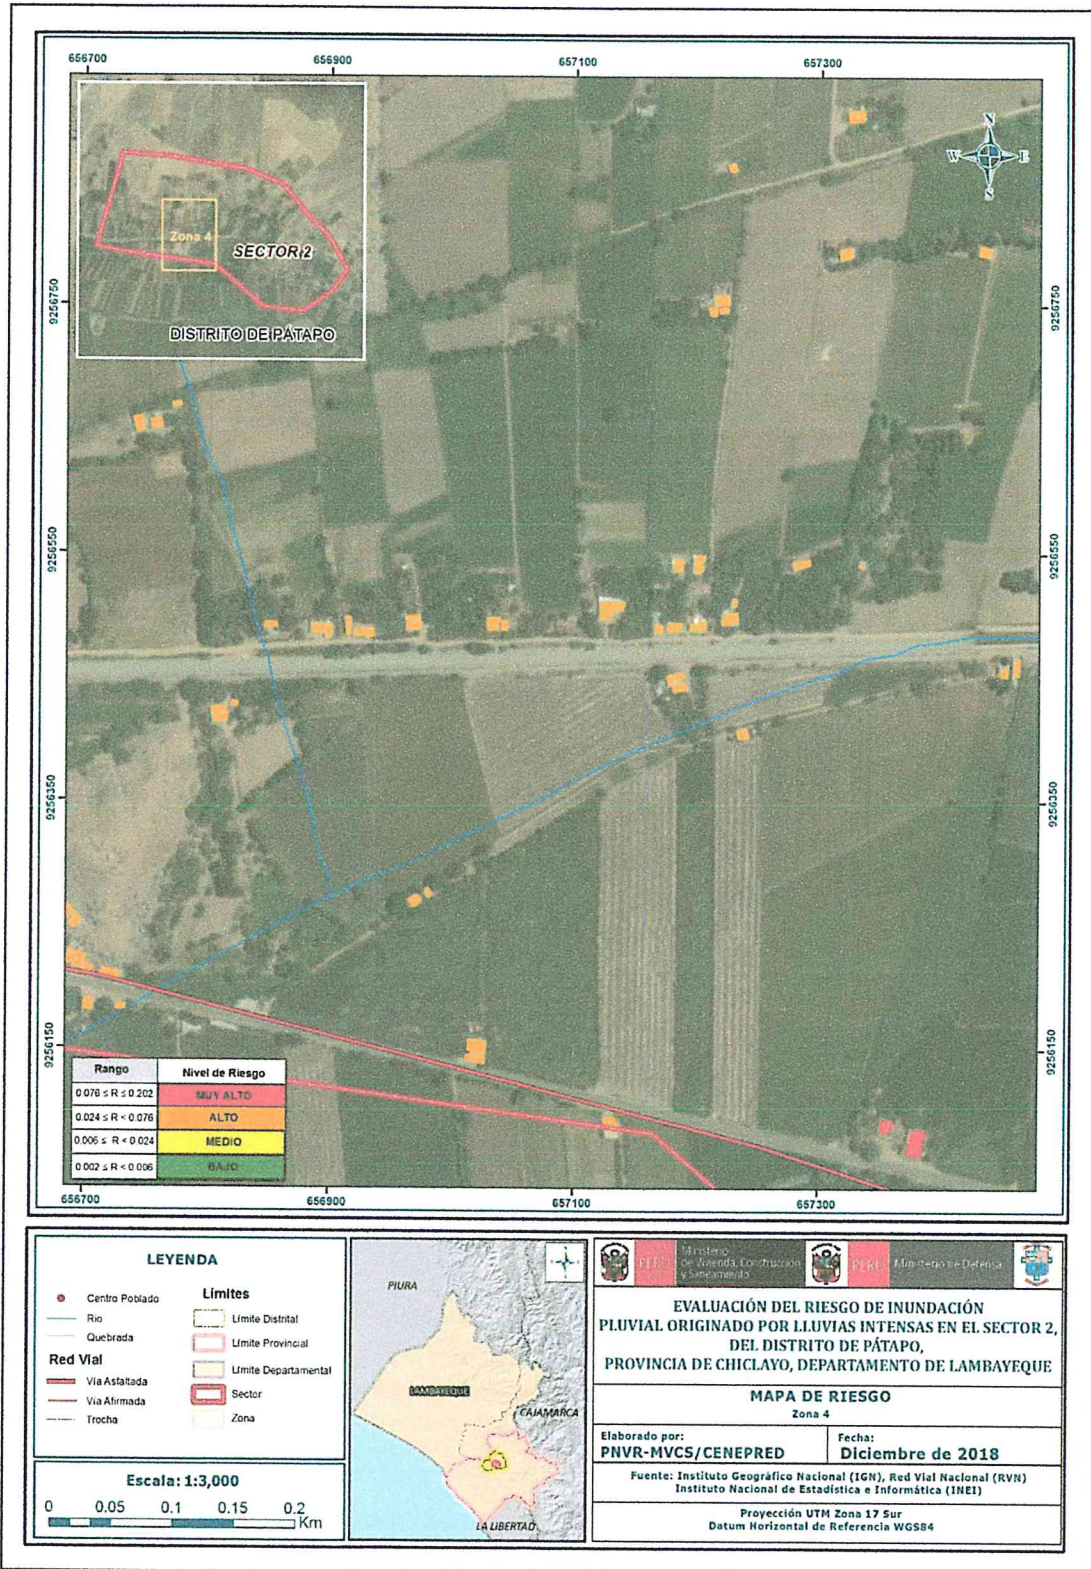 656700 656900 657100 657300
N
W E
S
Zona 4
SECTOR 2
DISTRITO DE PÁTAPO
9256750 9256750
9256550 9256550
9256350 9256350
9256150 9256150
Rango Nivel de Riesgo
0.076 ≤ R ≤ 0.202 MUY ALTO
0.024 ≤ R < 0.076 ALTO
0.006 ≤ R < 0.024 MEDIO
0.002 ≤ R < 0.006 BAJO
656700 656900 657100 657300
LEYENDA
Centro Poblado
Rio
Quebrada
Red Vial
Vía Asfaltada
Vía Afirmada
Trocha
Límites
Límite Distrital
Límite Provincial
Límite Departamental
Sector
Zona
Escala: 1:3,000
0 0.05 0.1 0.15 0.2
Km
PIURA
LAMBAYEQUE
CAJAMARCA
LA LIBERTAD
PERÚ
Ministerio
de Vivienda, Construcción
y Saneamiento
PERÚ
Ministerio de Defensa
EVALUACIÓN DEL RIESGO DE INUNDACIÓN
PLUVIAL ORIGINADO POR LLUVIAS INTENSAS EN EL SECTOR 2,
DEL DISTRITO DE PÁTAPO,
PROVINCIA DE CHICLAYO, DEPARTAMENTO DE LAMBAYEQUE
MAPA DE RIESGO
Zona 4
Elaborado por:
PNVR-MVCS/CENEPRED
Fecha:
Diciembre de 2018
Fuente: Instituto Geográfico Nacional (IGN), Red Vial Nacional (RVN)
Instituto Nacional de Estadística e Informática (INEI)
Proyección UTM Zona 17 Sur
Datum Horizontal de Referencia WGS84